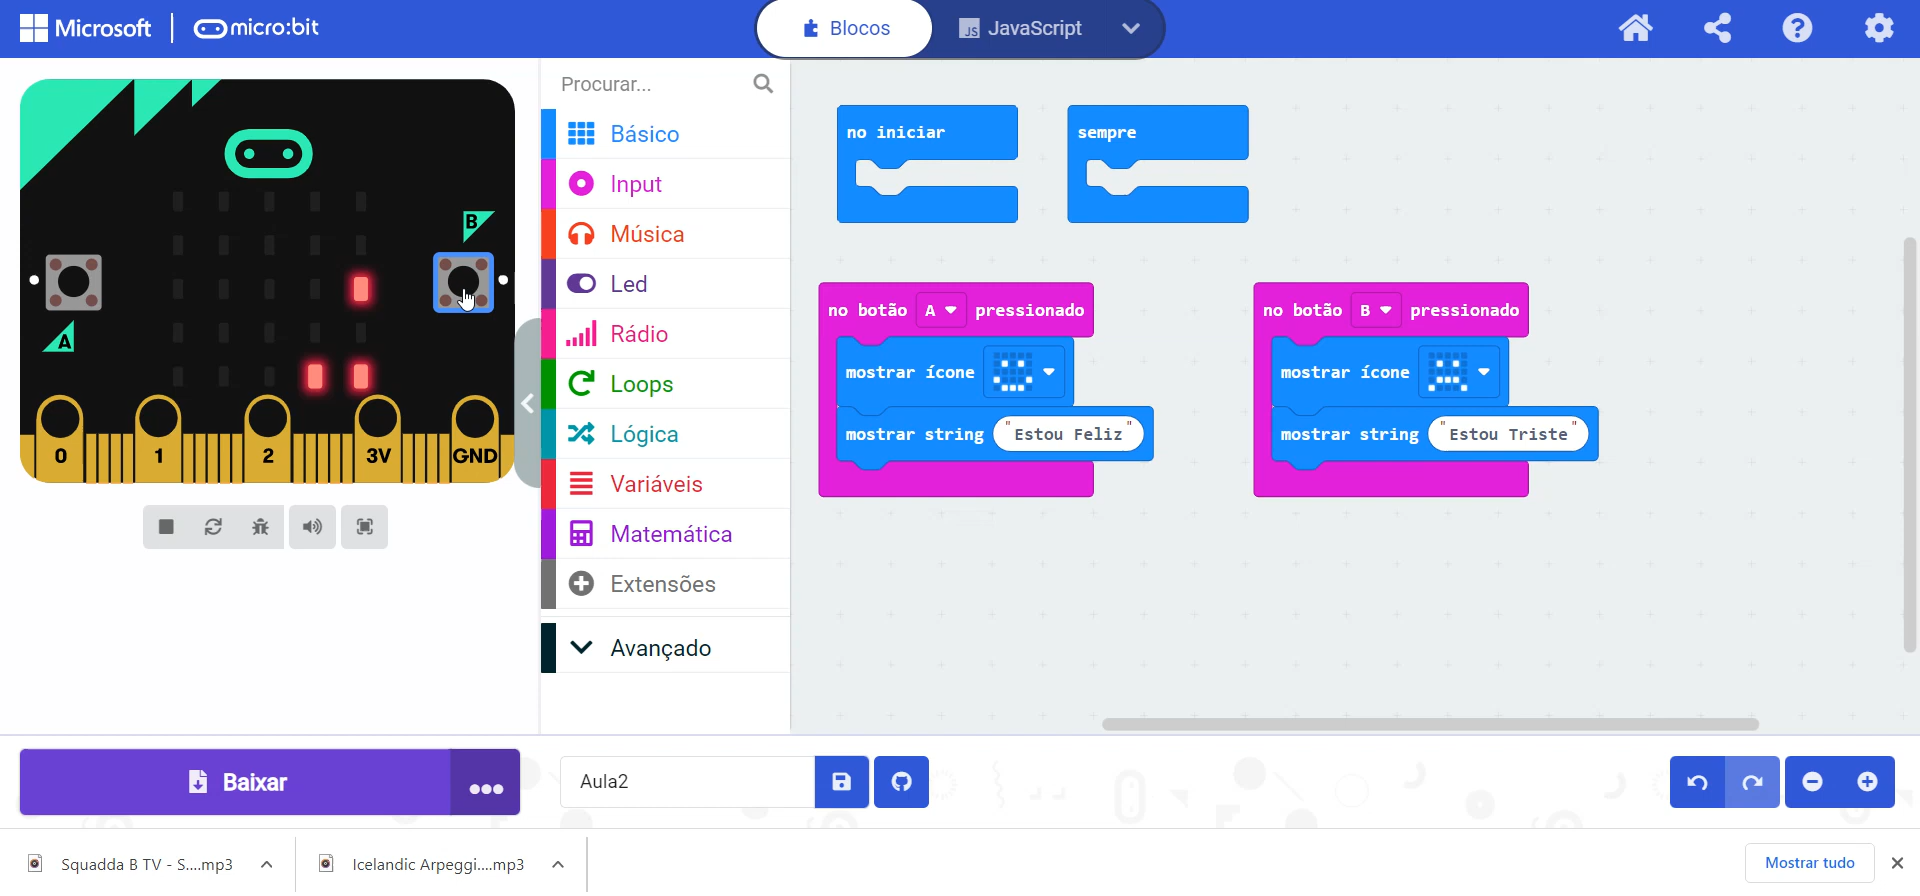 Microsoft
micro:bit
Blocos
JS JavaScript
Procurar...
Básico
Input
Música
Led
Rádio
Loops
Lógica
Variáveis
Matemática
Extensões
Avançado
B
A
0 1 2 3V GND
no iniciar
sempre
no botão A pressionado
mostrar ícone
mostrar string "Estou Feliz"
no botão B pressionado
mostrar ícone
mostrar string "Estou Triste"
Baixar
Aula2
Squadda B TV - S....mp3
Icelandic Arpeggi....mp3
Mostrar tudo